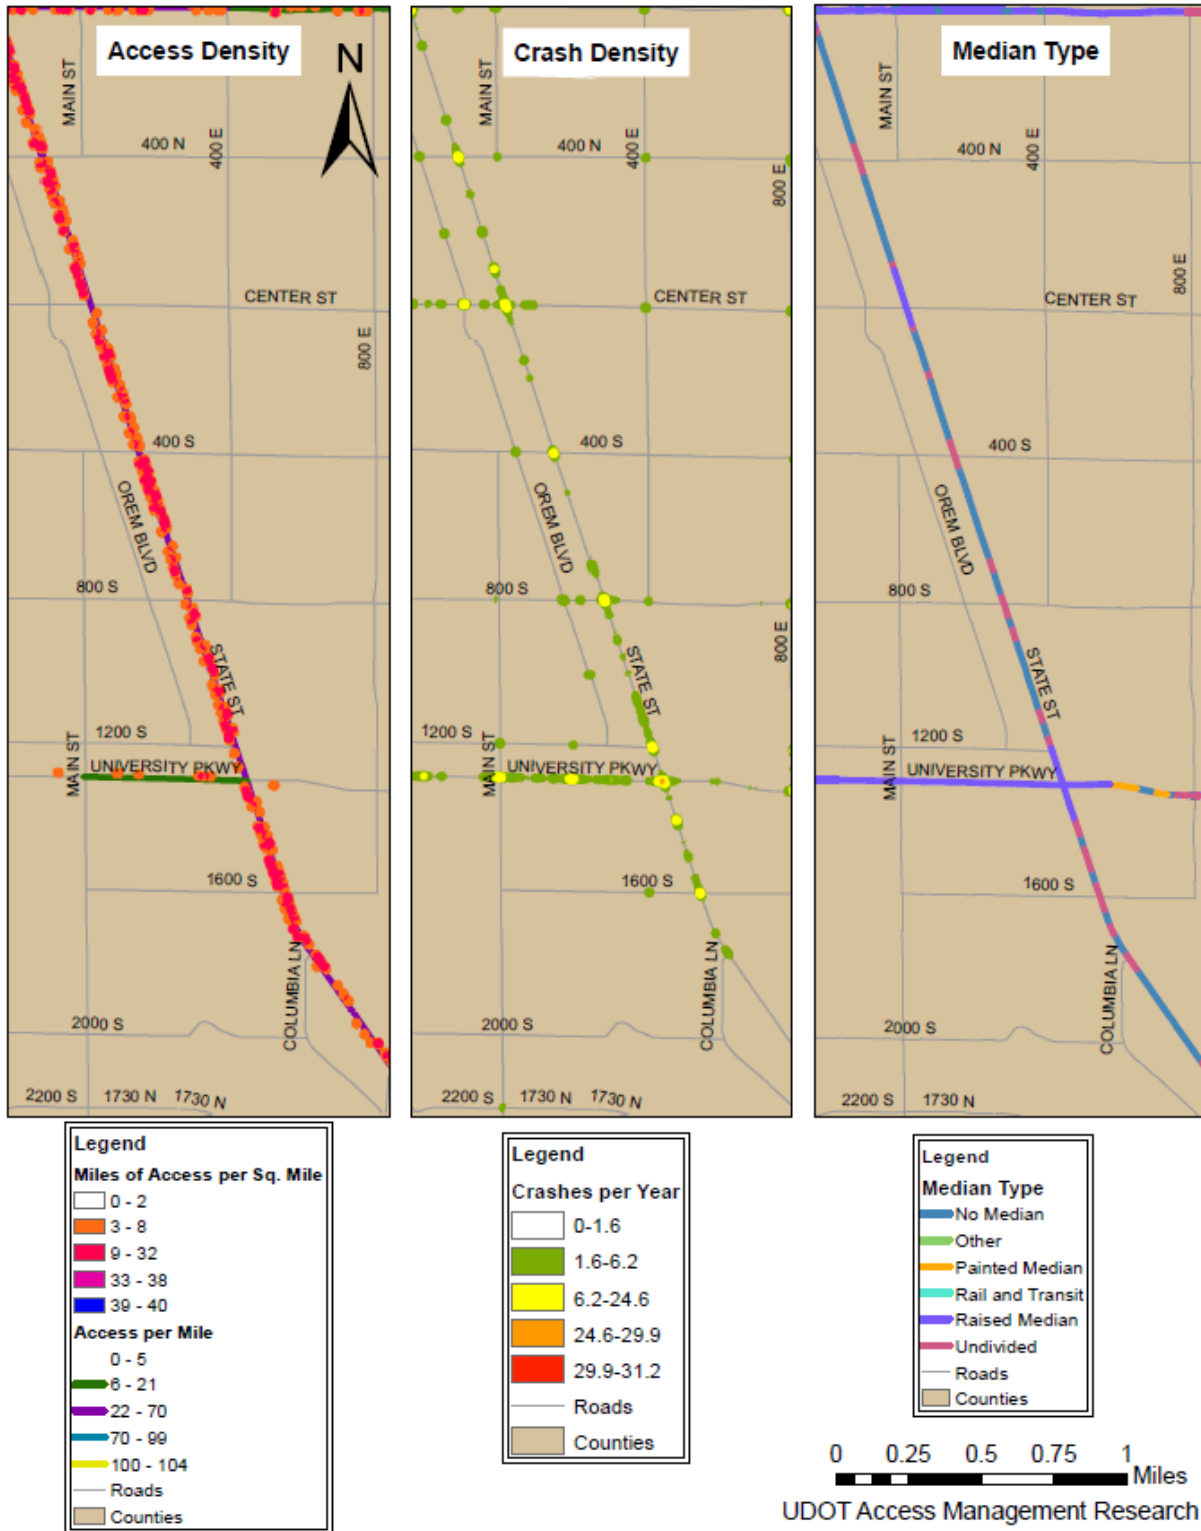 Access Density
N
MAIN ST
400 N
400 E
CENTER ST
800 E
400 S
OREM BLVD
800 S
STATE ST
1200 S
MAIN ST
UNIVERSITY PKWY
1600 S
COLUMBIA LN
2000 S
2200 S
1730 N
1730 N
Crash Density
MAIN ST
400 N
400 E
800 E
CENTER ST
400 S
OREM BLVD
800 S
800 E
STATE ST
1200 S
MAIN ST
UNIVERSITY PKWY
1600 S
COLUMBIA LN
2000 S
2200 S
1730 N
1730 N
Median Type
MAIN ST
400 N
400 E
800 E
CENTER ST
400 S
OREM BLVD
800 S
STATE ST
1200 S
MAIN ST
UNIVERSITY PKWY
1600 S
COLUMBIA LN
2000 S
2200 S
1730 N
Legend
Miles of Access per Sq. Mile
0 - 2
3 - 8
9 - 32
33 - 38
39 - 40
Access per Mile
0 - 5
6 - 21
22 - 70
70 - 99
100 - 104
Roads
Counties
Legend
Crashes per Year
0-1.6
1.6-6.2
6.2-24.6
24.6-29.9
29.9-31.2
Roads
Counties
Legend
Median Type
No Median
Other
Painted Median
Rail and Transit
Raised Median
Undivided
Roads
Counties
0 0.25 0.5 0.75 1
Miles
UDOT Access Management Research